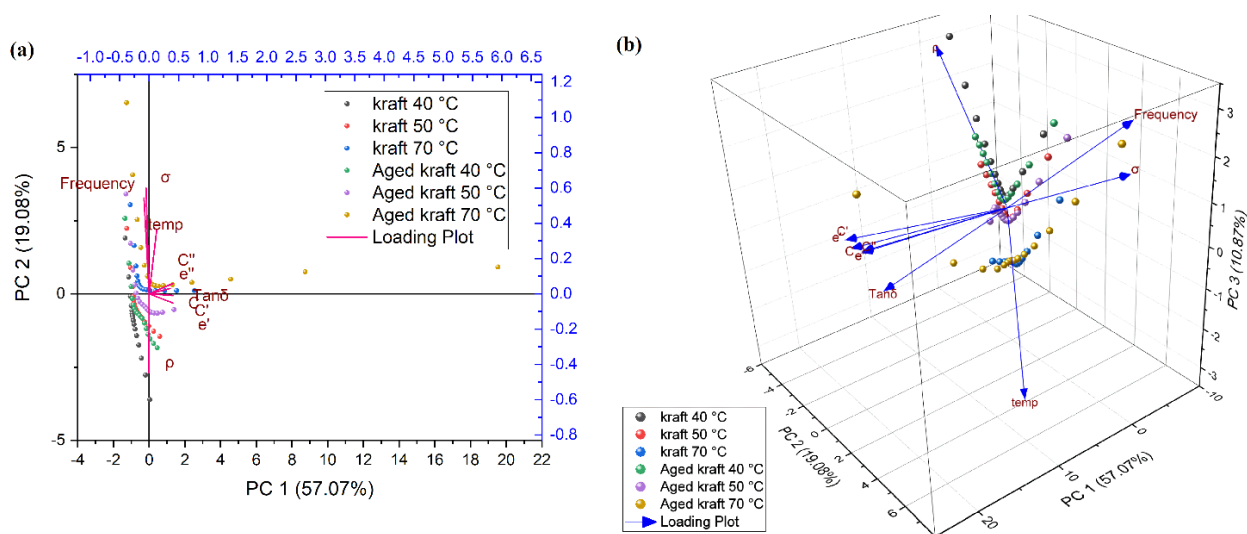 (a)
-1.0 -0.5 0.0 0.5 1.0 1.5 2.0 2.5 3.0 3.5 4.0 4.5 5.0 5.5 6.0 6.5
kraft 40 °C
kraft 50 °C
kraft 70 °C
Aged kraft 40 °C
Aged kraft 50 °C
Aged kraft 70 °C
Loading Plot
Frequency
σ
temp
C''
e''
Tanδ
C
C'
e'
ρ
PC 2 (19.08%)
5
0
-5
1.2
1.0
0.8
0.6
0.4
0.2
0.0
-0.2
-0.4
-0.6
-0.8
-4 -2 0 2 4 6 8 10 12 14 16 18 20 22
PC 1 (57.07%)
(b)
ρ
Frequency
σ
e'
C'
C
e''
C''
Tanδ
temp
PC 3 (10.87%)
3
2
1
0
-1
-2
-3
PC 2 (19.08%)
-6
-4
-2
0
2
4
6
PC 1 (57.07%)
-10
0
10
20
kraft 40 °C
kraft 50 °C
kraft 70 °C
Aged kraft 40 °C
Aged kraft 50 °C
Aged kraft 70 °C
Loading Plot